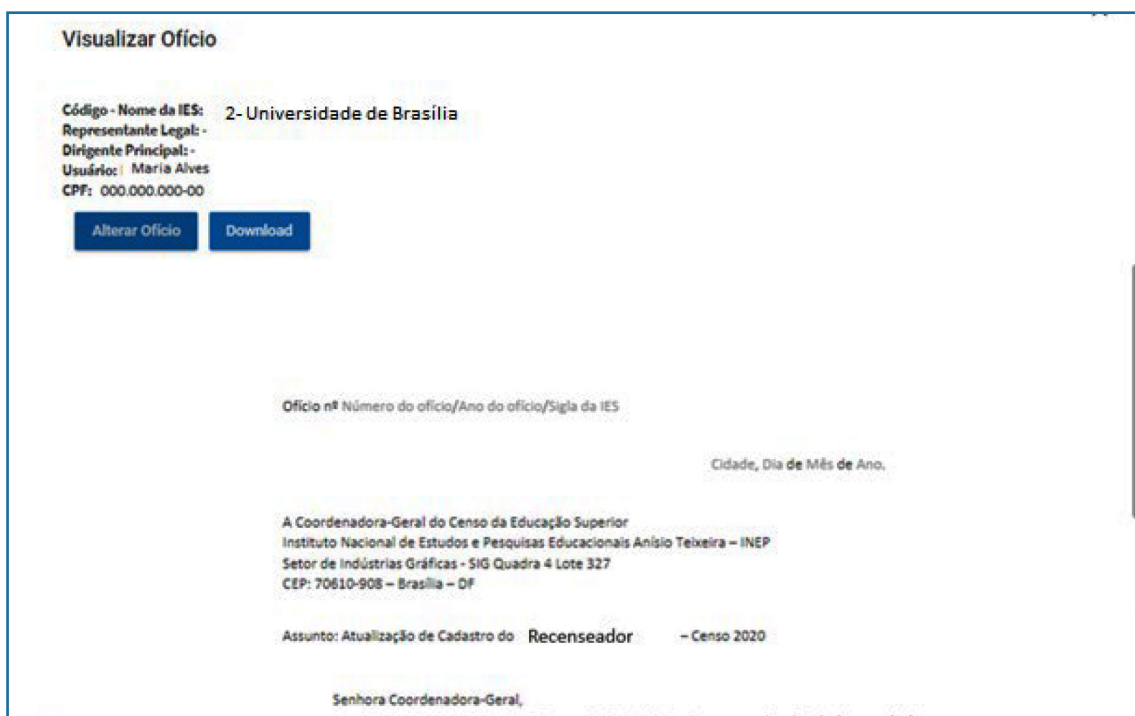 Visualizar Ofício
Código - Nome da IES: 2- Universidade de Brasília
Representante Legal: -
Dirigente Principal: -
Usuário: Maria Alves
CPF: 000.000.000-00
Alterar Ofício Download
Ofício nº Número do ofício/Ano do ofício/Sigla da IES
Cidade, Dia de Mês de Ano.
A Coordenadora-Geral do Censo da Educação Superior
Instituto Nacional de Estudos e Pesquisas Educacionais Anísio Teixeira – INEP
Setor de Indústrias Gráficas - SIG Quadra 4 Lote 327
CEP: 70610-908 – Brasília – DF
Assunto: Atualização de Cadastro do Recenseador – Censo 2020
Senhora Coordenadora-Geral,